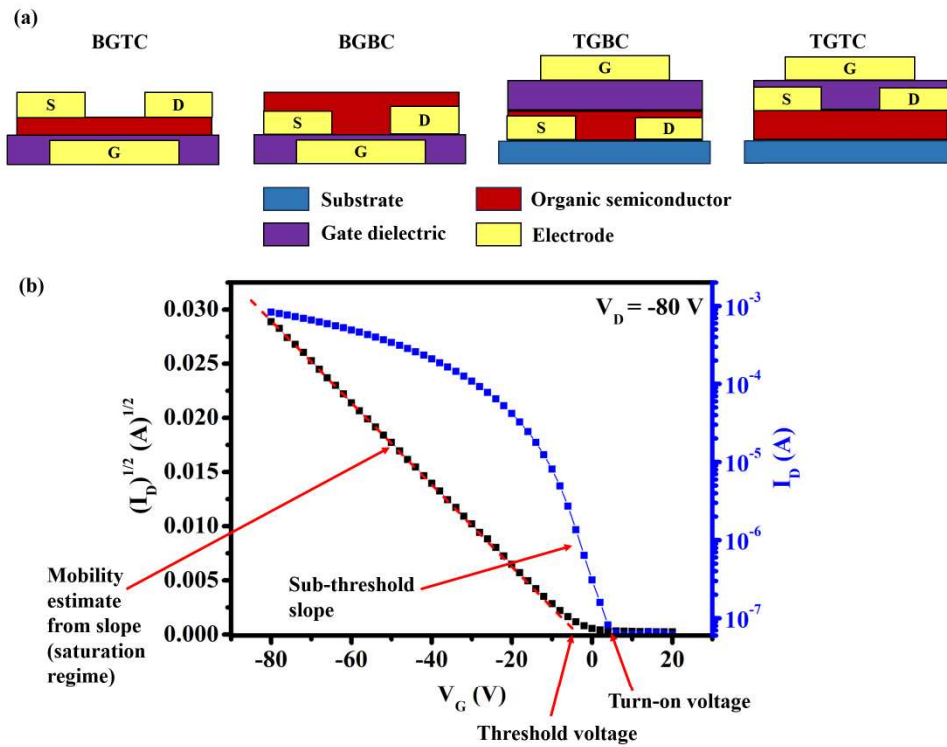 (a)
BGTC
BGBC
TGBC
TGTC
S
D
G
S
D
G
G
S
D
G
S
D
Substrate
Organic semiconductor
Gate dielectric
Electrode
(b)
V_D = -80 V
0.030
0.025
0.020
0.015
0.010
0.005
0.000
(I_D)^1/2 (A)^1/2
10^-3
10^-4
10^-5
10^-6
10^-7
I_D (A)
Mobility
estimate
from slope
(saturation
regime)
Sub-threshold
slope
-80
-60
-40
-20
0
20
V_G (V)
Turn-on voltage
Threshold voltage